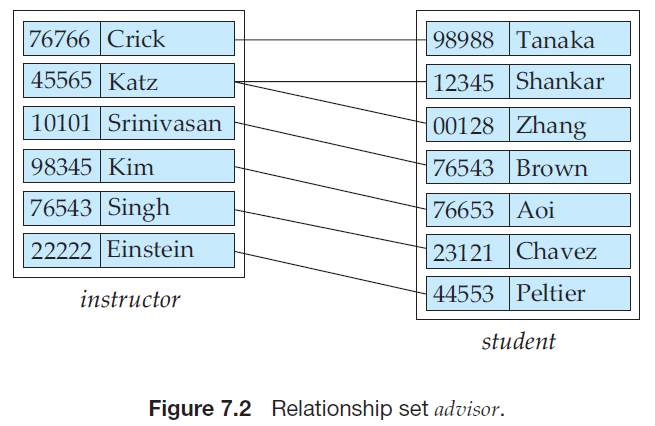 76766 Crick
45565 Katz
10101 Srinivasan
98345 Kim
76543 Singh
22222 Einstein
instructor
98988 Tanaka
12345 Shankar
00128 Zhang
76543 Brown
76653 Aoi
23121 Chavez
44553 Peltier
student
Figure 7.2 Relationship set advisor.